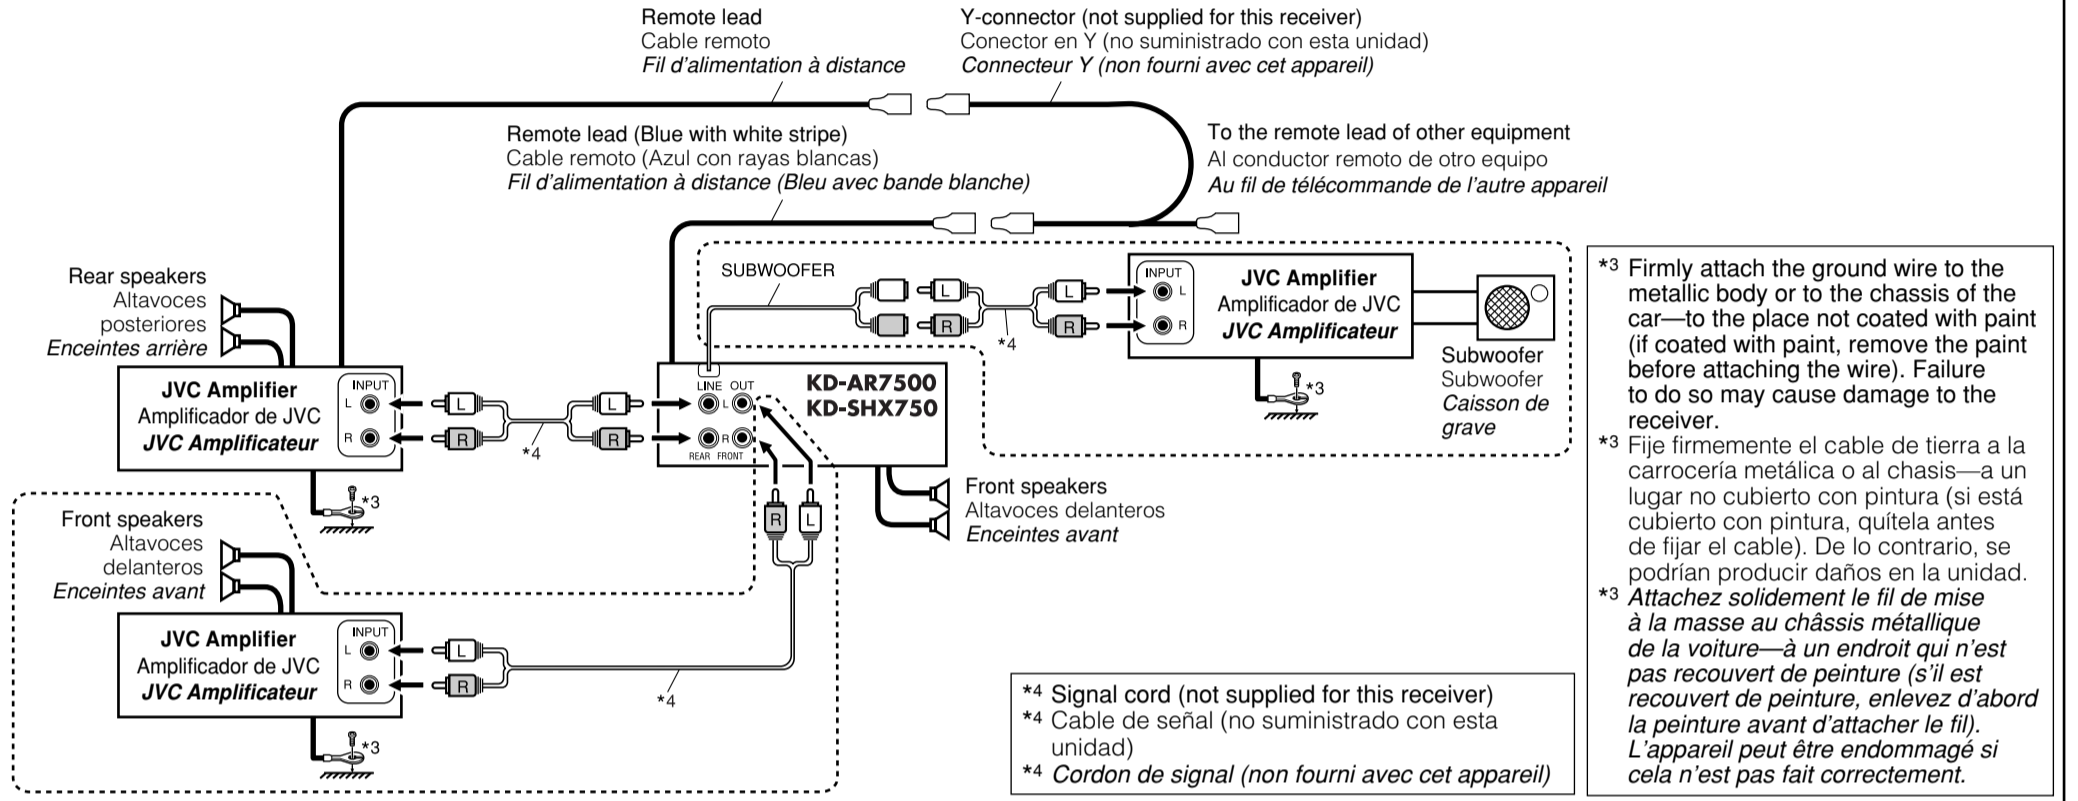 Remote lead
Cable remoto
Fil d'alimentation à distance
Y-connector (not supplied for this receiver)
Conector en Y (no suministrado con esta unidad)
Connecteur Y (non fourni avec cet appareil)
Remote lead (Blue with white stripe)
Cable remoto (Azul con rayas blancas)
Fil d'alimentation à distance (Bleu avec bande blanche)
To the remote lead of other equipment
Al conductor remoto de otro equipo
Au fil de télécommande de l'autre appareil
Rear speakers
Altavoces
posteriores
Enceintes arrière
JVC Amplifier
Amplificador de JVC
JVC Amplificateur
INPUT
L
R
*3
L
R
*4
L
R
SUBWOOFER
LINE OUT
L
R
REAR FRONT
KD-AR7500
KD-SHX750
L
R
*4
L
R
INPUT
L
R
JVC Amplifier
Amplificador de JVC
JVC Amplificateur
*3
Subwoofer
Subwoofer
Caisson de
grave
Front speakers
Altavoces delanteros
Enceintes avant
R
L
Front speakers
Altavoces
delanteros
Enceintes avant
JVC Amplifier
Amplificador de JVC
JVC Amplificateur
INPUT
L
R
L
R
*4
*3
*4 Signal cord (not supplied for this receiver)
*4 Cable de señal (no suministrado con esta
unidad)
*4 Cordon de signal (non fourni avec cet appareil)
*3 Firmly attach the ground wire to the
metallic body or to the chassis of the
car—to the place not coated with paint
(if coated with paint, remove the paint
before attaching the wire). Failure
to do so may cause damage to the
receiver.
*3 Fije firmemente el cable de tierra a la
carrocería metálica o al chasis—a un
lugar no cubierto con pintura (si está
cubierto con pintura, quítela antes
de fijar el cable). De lo contrario, se
podrían producir daños en la unidad.
*3 Attachez solidement le fil de mise
à la masse au châssis métallique
de la voiture—à un endroit qui n'est
pas recouvert de peinture (s'il est
recouvert de peinture, enlevez d'abord
la peinture avant d'attacher le fil).
L'appareil peut être endommagé si
cela n'est pas fait correctement.